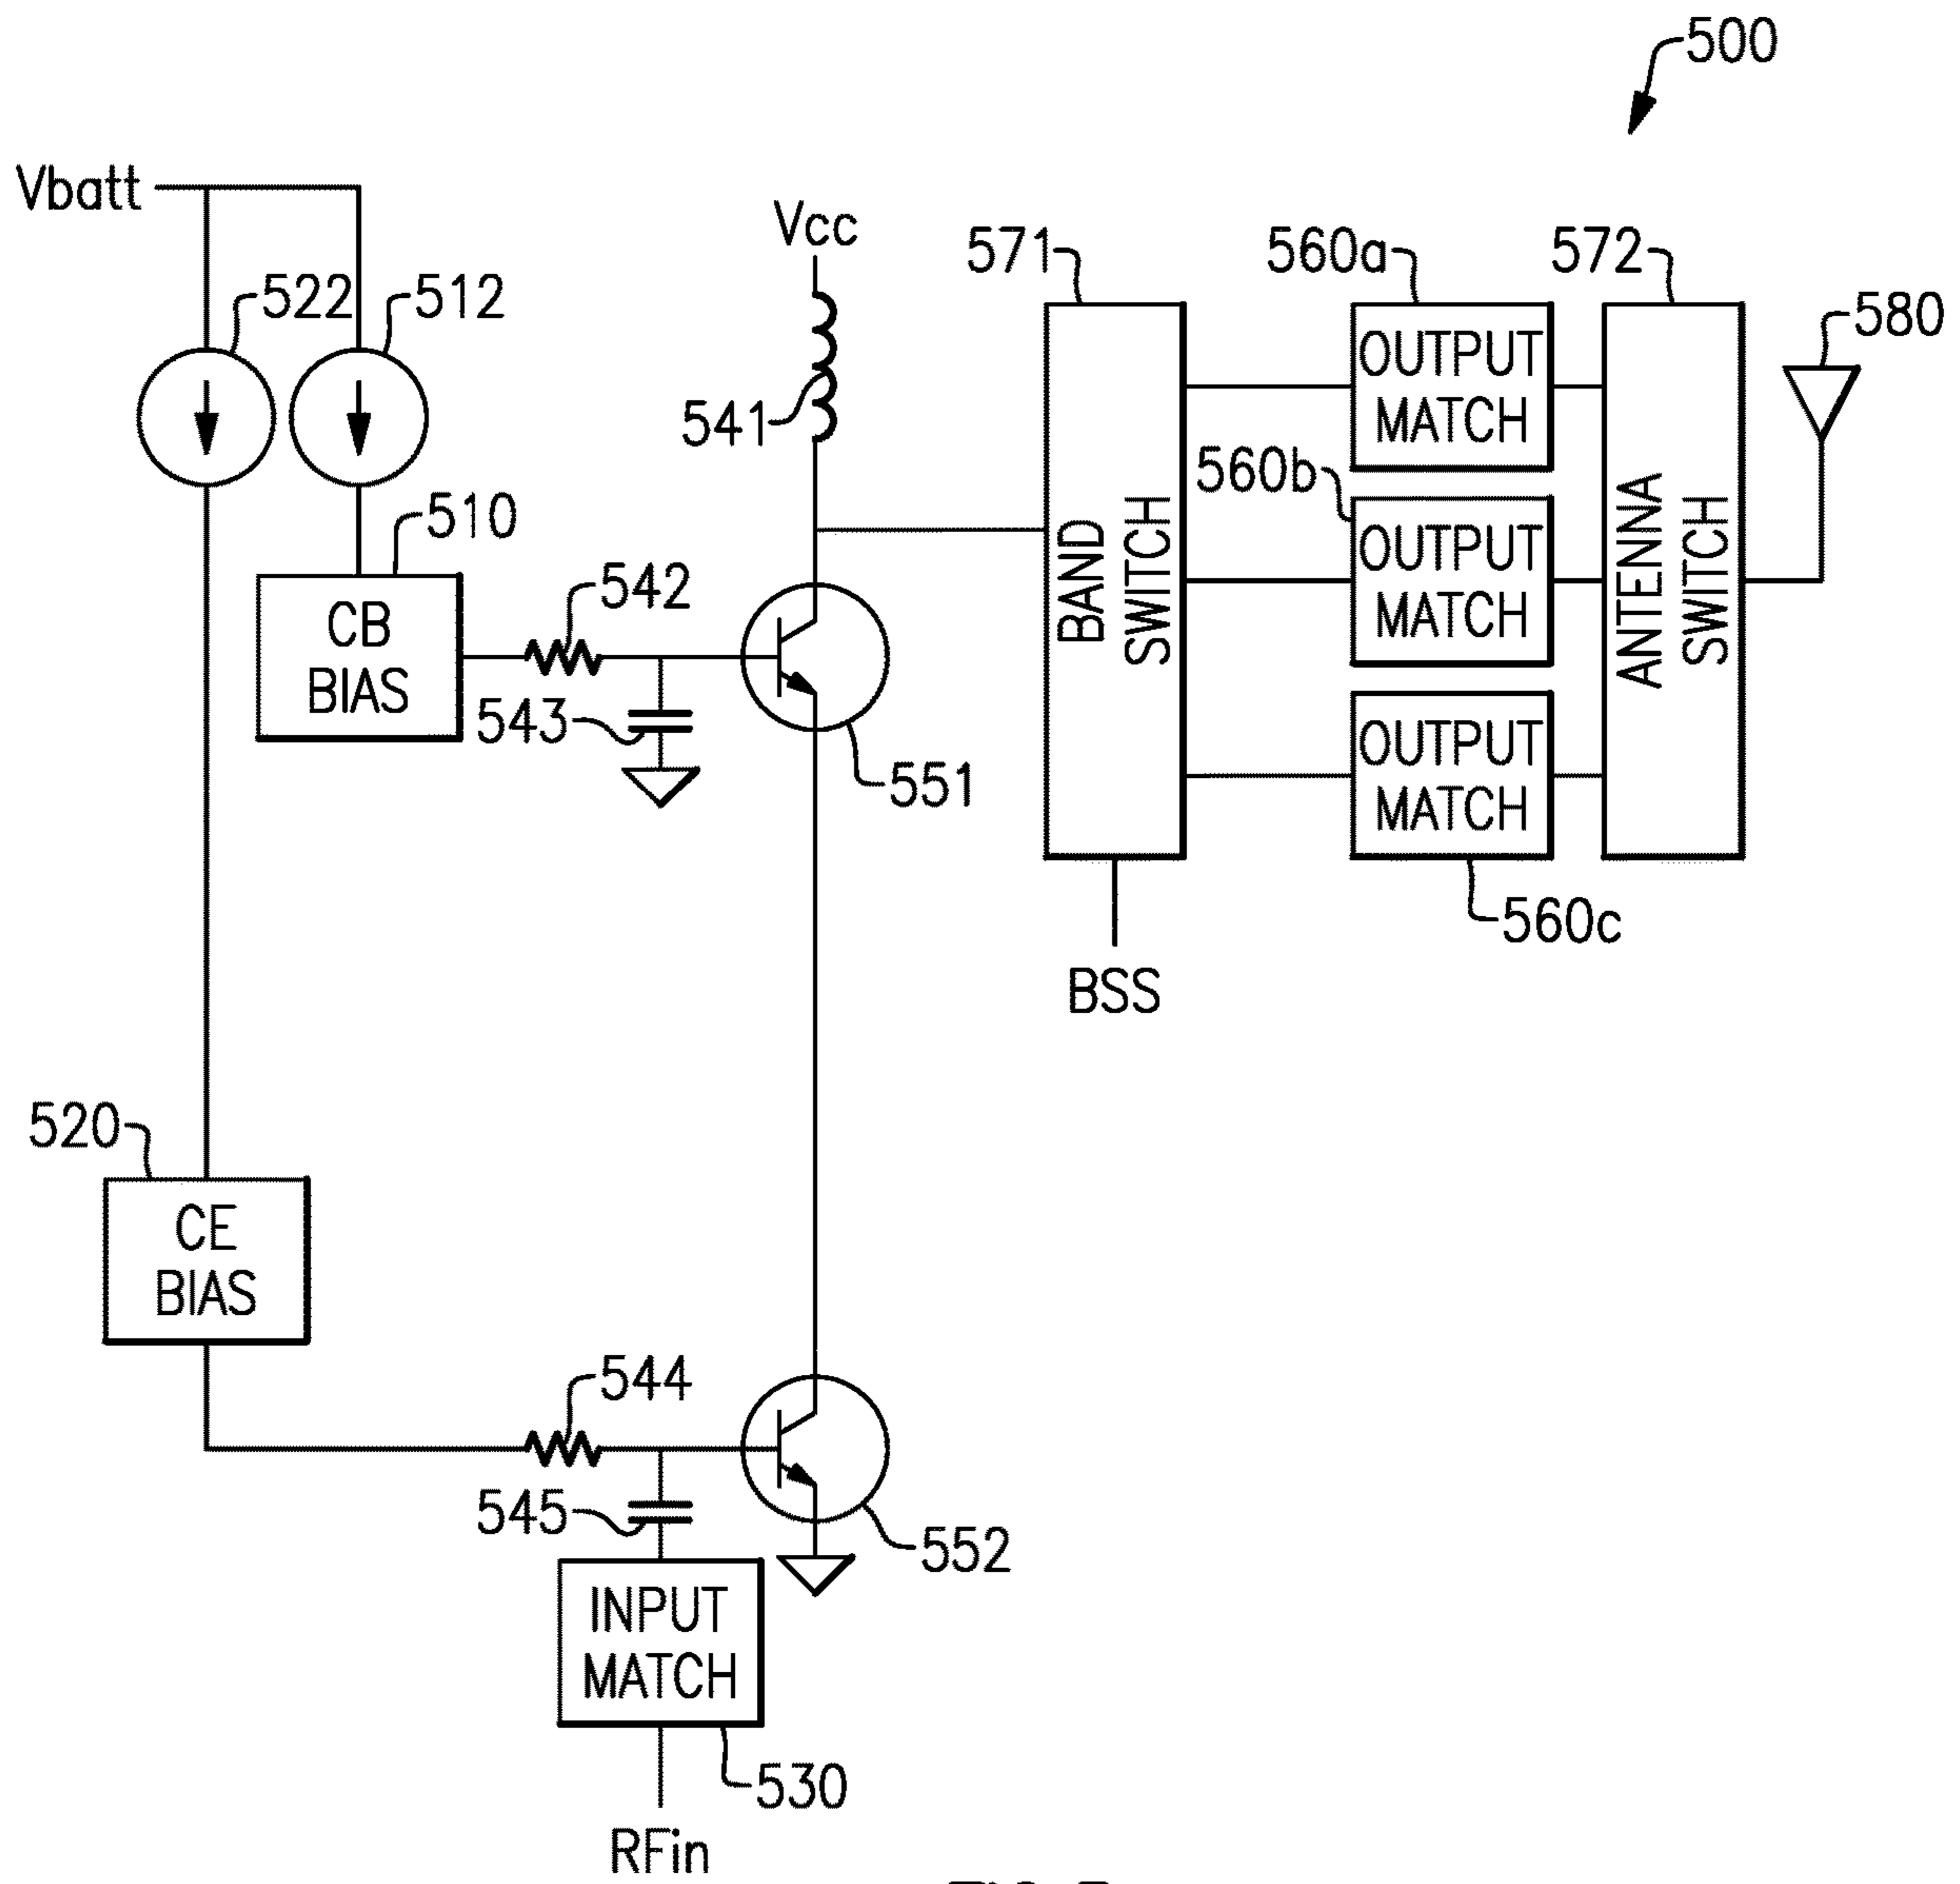 500
Vbatt
Vcc
571
560a
572
522
512
580
541
OUTPUT
MATCH
560b
510
BAND
SWITCH
OUTPUT
MATCH
ANTENNA
SWITCH
CB
BIAS
542
543
551
OUTPUT
MATCH
560c
BSS
520
CE
BIAS
544
545
552
INPUT
MATCH
530
RFin